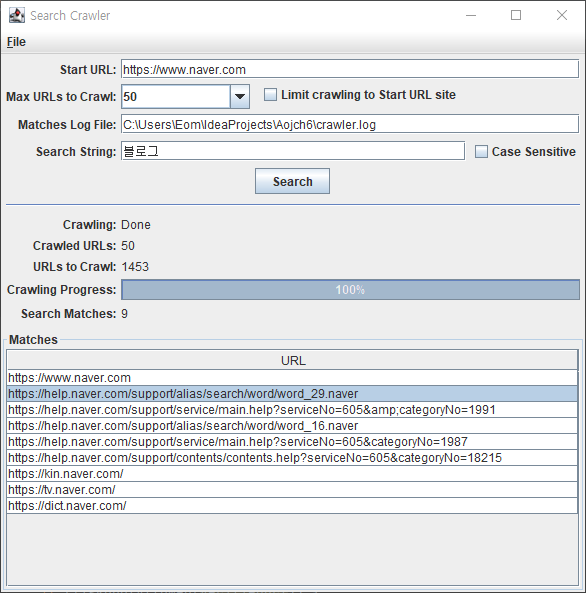 Search Crawler
File
Start URL: https://www.naver.com
Max URLs to Crawl: 50 Limit crawling to Start URL site
Matches Log File: C:\Users\Eom\IdeaProjects\Aojch6\crawler.log
Search String: 블로그 Case Sensitive
Search
Crawling: Done
Crawled URLs: 50
URLs to Crawl: 1453
Crawling Progress: 100%
Search Matches: 9
Matches
URL
https://www.naver.com
https://help.naver.com/support/alias/search/word/word_29.naver
https://help.naver.com/support/service/main.help?serviceNo=605&amp;categoryNo=1991
https://help.naver.com/support/alias/search/word/word_16.naver
https://help.naver.com/support/service/main.help?serviceNo=605&categoryNo=1987
https://help.naver.com/support/contents/contents.help?serviceNo=605&categoryNo=18215
https://kin.naver.com/
https://tv.naver.com/
https://dict.naver.com/